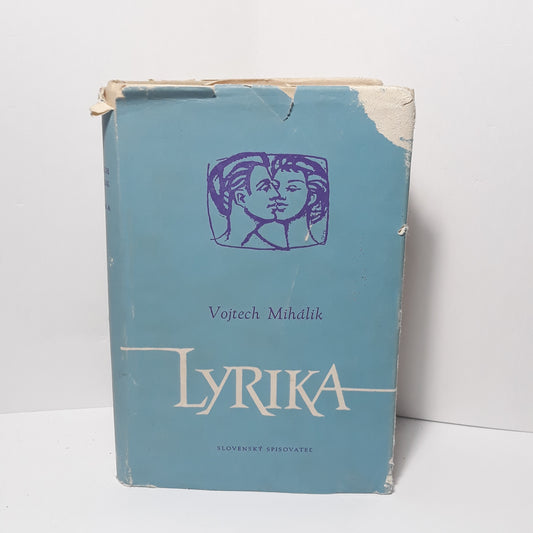 Vojtech Mihálik
LYRIKA
SLOVENSKÝ SPISOVATEĽ